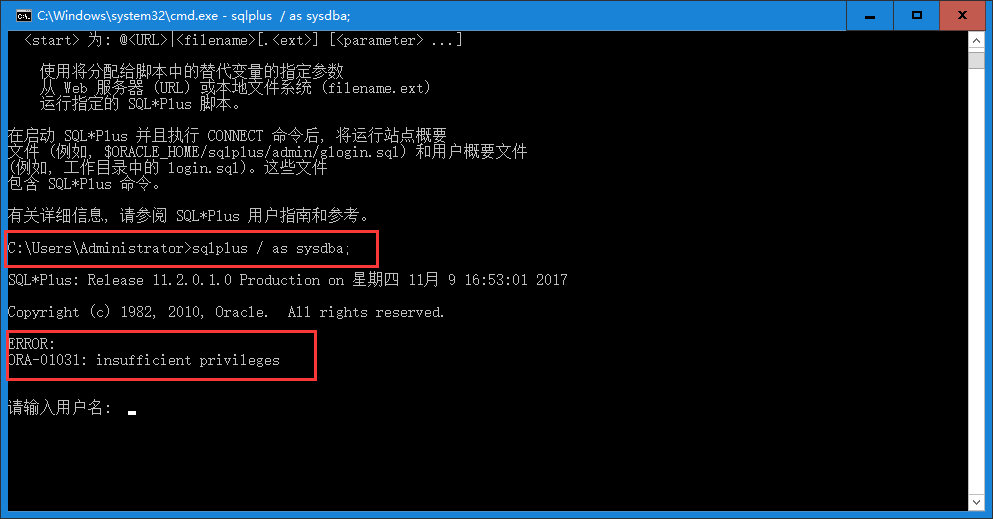 C:\Windows\system32\cmd.exe - sqlplus / as sysdba;
<start> 为: @<URL>|<filename>[.<ext>] [<parameter> ...]
使用将分配给脚本中的替代变量的指定参数
从 Web 服务器 (URL) 或本地文件系统 (filename.ext)
运行指定的 SQL*Plus 脚本。
在启动 SQL*Plus 并且执行 CONNECT 命令后, 将运行站点概要
文件 (例如, $ORACLE_HOME/sqlplus/admin/glogin.sql) 和用户概要文件
(例如, 工作目录中的 login.sql)。这些文件
包含 SQL*Plus 命令。
有关详细信息, 请参阅 SQL*Plus 用户指南和参考。
C:\Users\Administrator>sqlplus / as sysdba;
SQL*Plus: Release 11.2.0.1.0 Production on 星期四 11月 9 16:53:01 2017
Copyright (c) 1982, 2010, Oracle.  All rights reserved.
ERROR:
ORA-01031: insufficient privileges
请输入用户名: